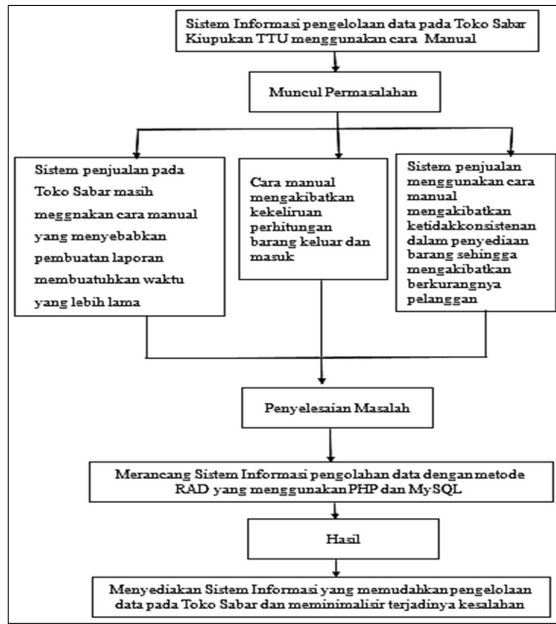 Sistem Informasi pengelolaan data pada Toko Sabar
Kiupukan TTU menggunakan cara Manual
Muncul Permasalahan
Sistem penjualan pada
Toko Sabar masih
meggnakan cara manual
yang menyebabkan
pembuatan laporan
membuatuhkan waktu
yang lebih lama
Cara manual
mengakibatkan
kekeliruan
perhitungan
barang keluar dan
masuk
Sistem penjualan
menggunakan cara
manual
mengakibatkan
ketidakkonsistenan
dalam penyediaan
barang sehingga
mengakibatkan
berkurangnya
pelanggan
Penyelesaian Masalah
Merancang Sistem Informasi pengolahan data dengan metode
RAD yang menggunakan PHP dan MySQL
Hasil
Menyediakan Sistem Informasi yang memudahkan pengelolaan
data pada Toko Sabar dan meminimalisir terjadinya kesalahan